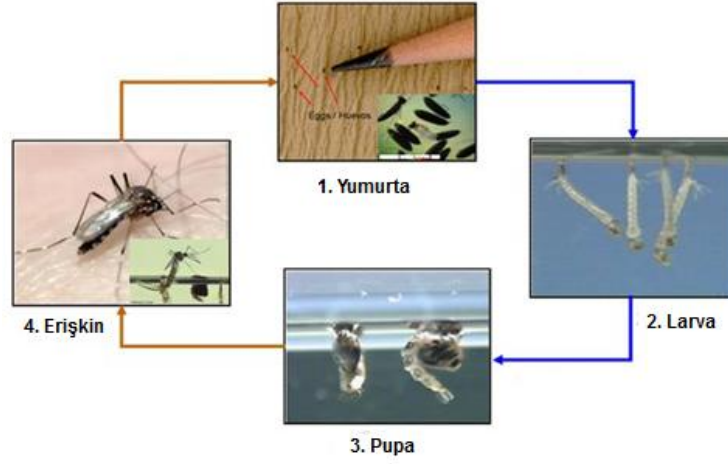 Eggs / Huevos
1. Yumurta
2. Larva
3. Pupa
4. Erişkin